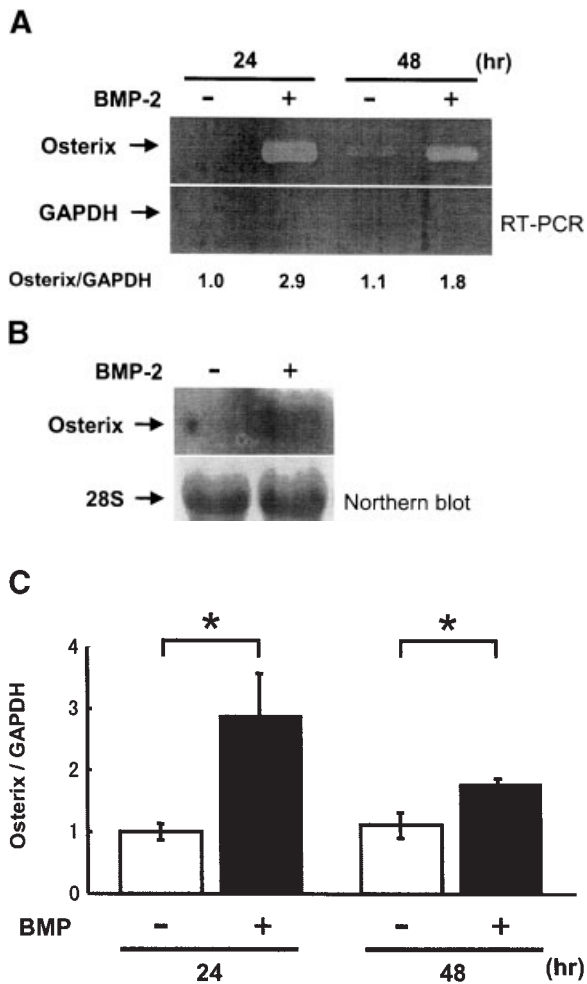 A
24 48 (hr)
BMP-2 - + - +
Osterix
GAPDH
RT-PCR
Osterix/GAPDH 1.0 2.9 1.1 1.8
B
BMP-2 - +
Osterix
28S
Northern blot
C
* *
4
3
2
1
0
Osterix / GAPDH
BMP - + - +
24 48 (hr)